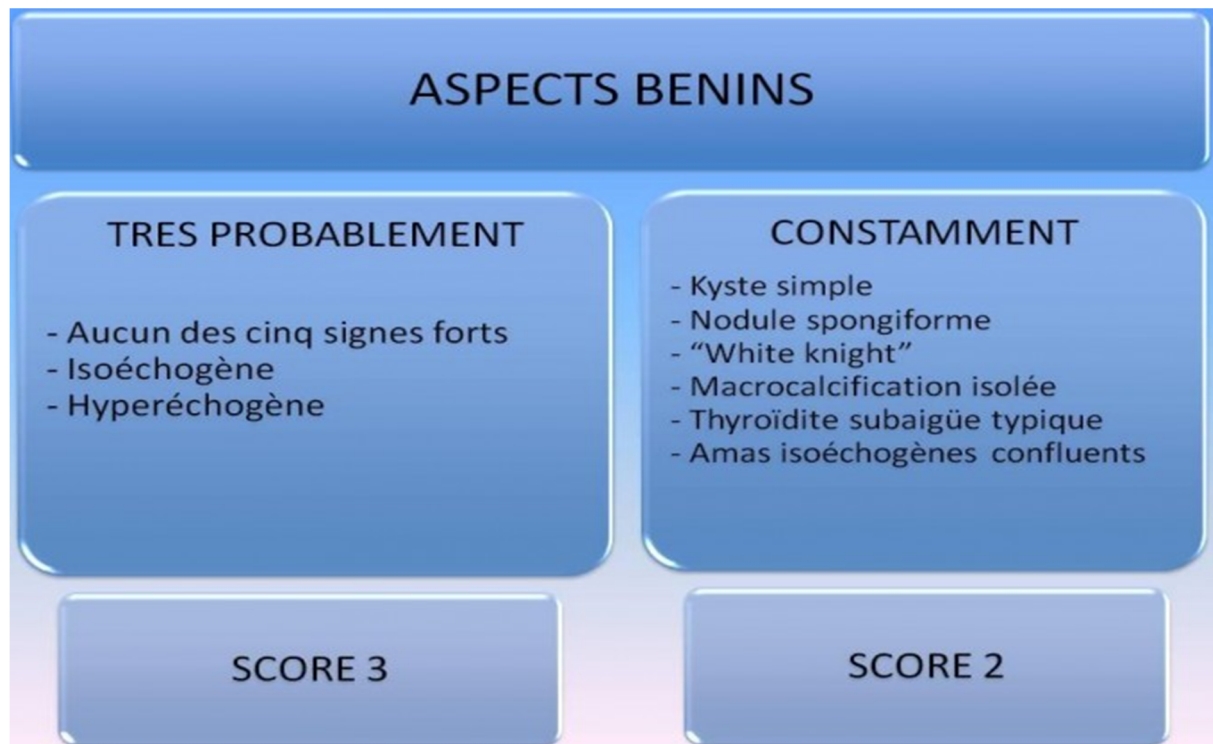 ASPECTS BENINS
TRES PROBABLEMENT
- Aucun des cinq signes forts
- Isoéchogène
- Hyperéchogène
SCORE 3
CONSTAMMENT
- Kyste simple
- Nodule spongiforme
- “White knight”
- Macrocalcification isolée
- Thyroïdite subaigüe typique
- Amas isoéchogènes confluents
SCORE 2